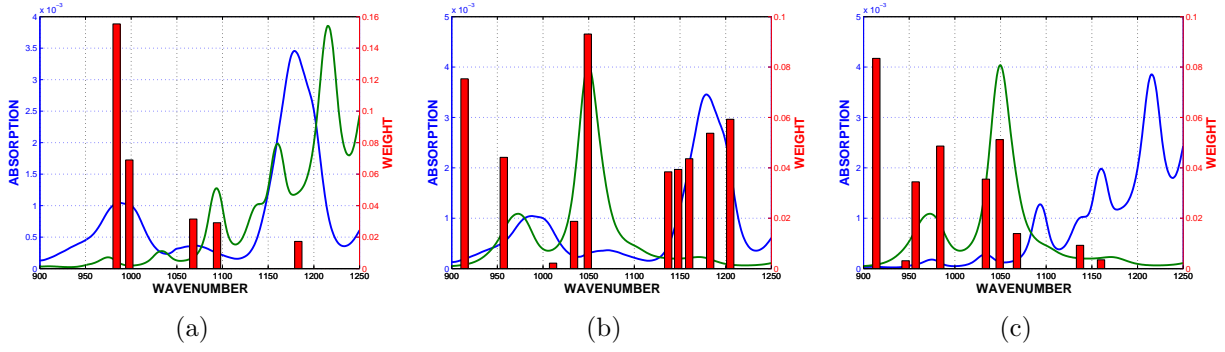 4 x 10⁻³ 0.16
3.5 0.14
3 0.12
2.5 0.1
2 0.08
1.5 0.06
1 0.04
0.5 0.02
0 0
900 950 1000 1050 1100 1150 1200 1250
ABSORPTION
WAVENUMBER
WEIGHT
(a)
5 x 10⁻³ 0.1
4 0.08
3 0.06
2 0.04
1 0.02
0 0
900 950 1000 1050 1100 1150 1200 1250
ABSORPTION
WAVENUMBER
WEIGHT
(b)
5 x 10⁻³ 0.1
4 0.08
3 0.06
2 0.04
1 0.02
0 0
900 950 1000 1050 1100 1150 1200 1250
ABSORPTION
WAVENUMBER
WEIGHT
(c)